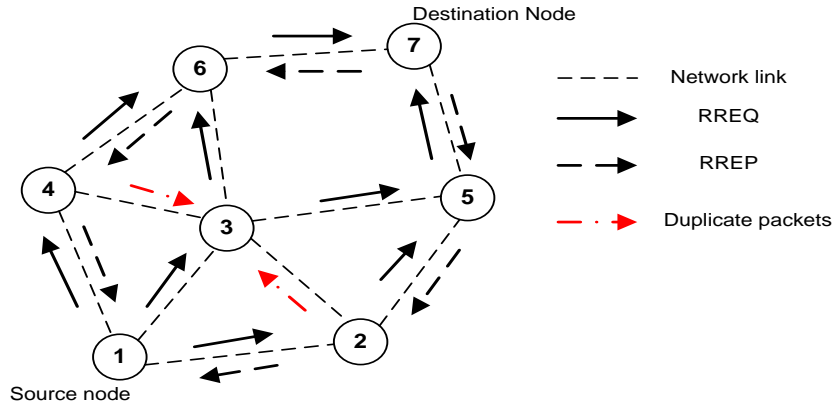 Destination Node
7
6
Network link
RREQ
RREP
4
5
3
Duplicate packets
2
1
Source node